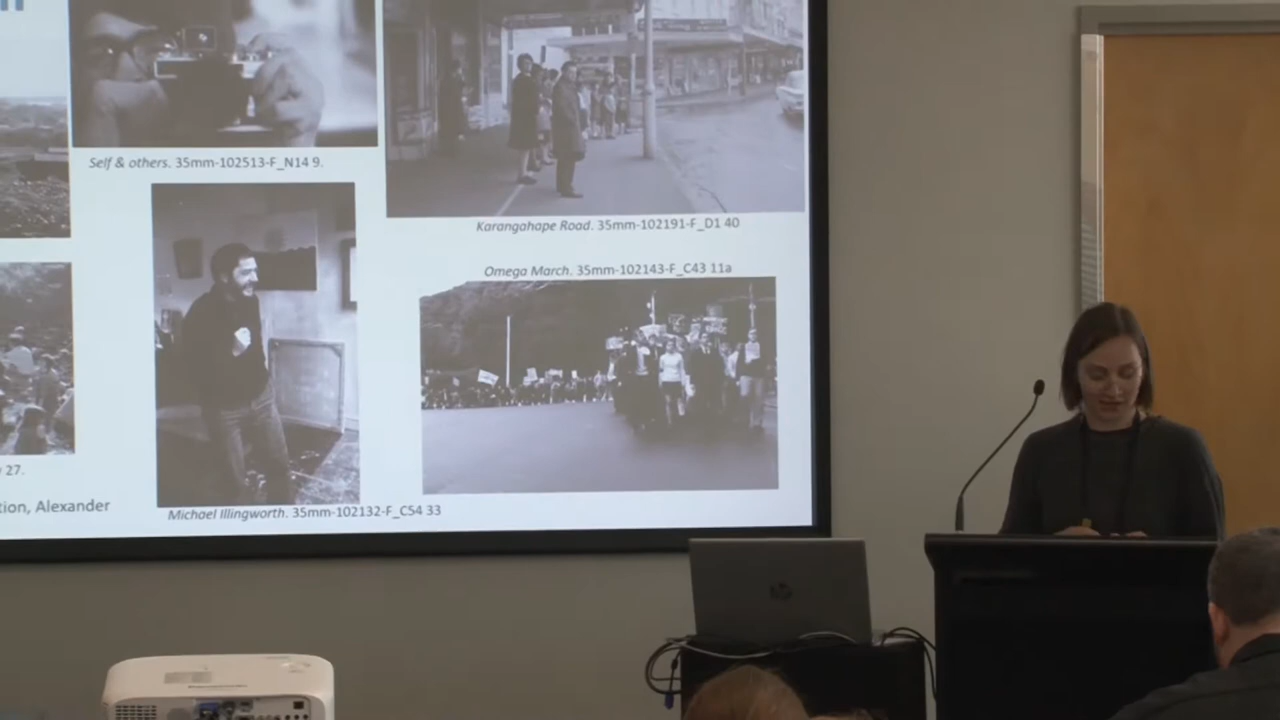 Self & others. 35mm-102513-F_N14 9.
Karangahape Road. 35mm-102191-F_D1 40
Omega March. 35mm-102143-F_C43 11a
27.
tion, Alexander
Michael Illingworth. 35mm-102132-F_C54 33
hp